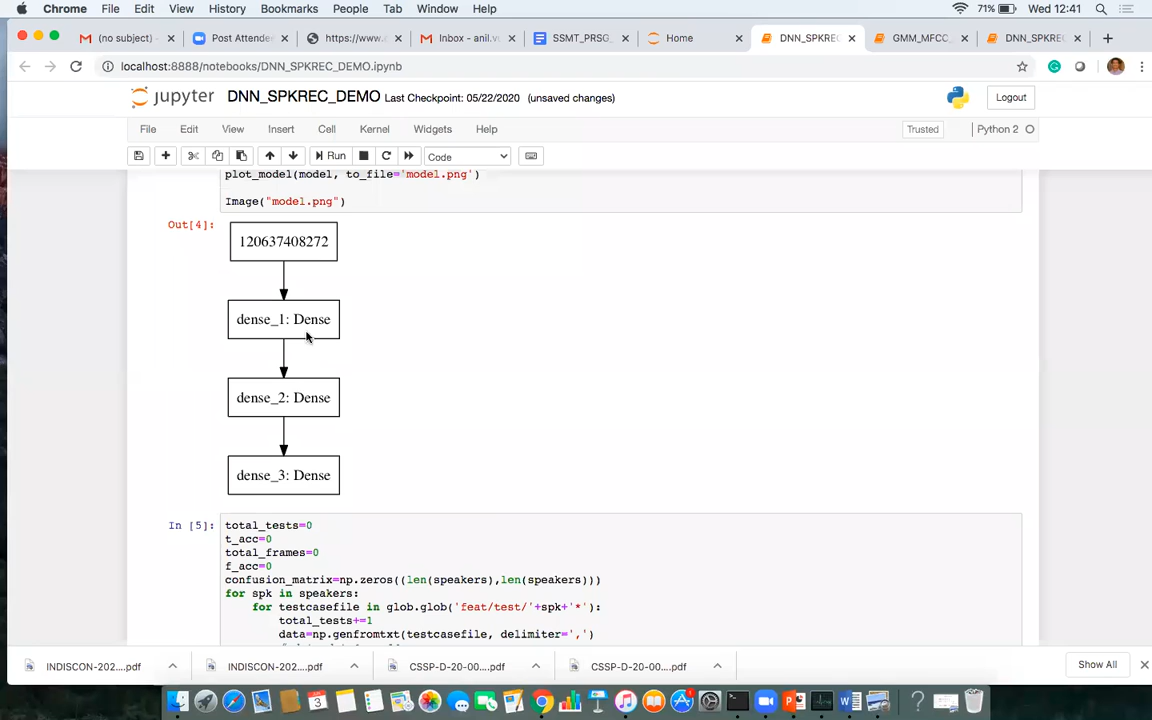 Chrome File Edit View History Bookmarks People Tab Window Help 71% Wed 12:41
(no subject) - Post Attende https://www. Inbox - anil.vu SSMT_PRSG_ Home DNN_SPKREC GMM_MFCC_ DNN_SPKREC
localhost:8888/notebooks/DNN_SPKREC_DEMO.ipynb
jupyter DNN_SPKREC_DEMO Last Checkpoint: 05/22/2020 (unsaved changes) Logout
File Edit View Insert Cell Kernel Widgets Help Trusted Python 2
Run Code
plot_model(model, to_file='model.png')
Image("model.png")
Out[4]:
120637408272
dense_1: Dense
dense_2: Dense
dense_3: Dense
In [5]: total_tests=0
t_acc=0
total_frames=0
f_acc=0
confusion_matrix=np.zeros((len(speakers),len(speakers)))
for spk in speakers:
for testcasefile in glob.glob('feat/test/'+spk+'*'):
total_tests+=1
data=np.genfromtxt(testcasefile, delimiter=',')
INDISCON-202....pdf INDISCON-202....pdf CSSP-D-20-00....pdf CSSP-D-20-00....pdf Show All